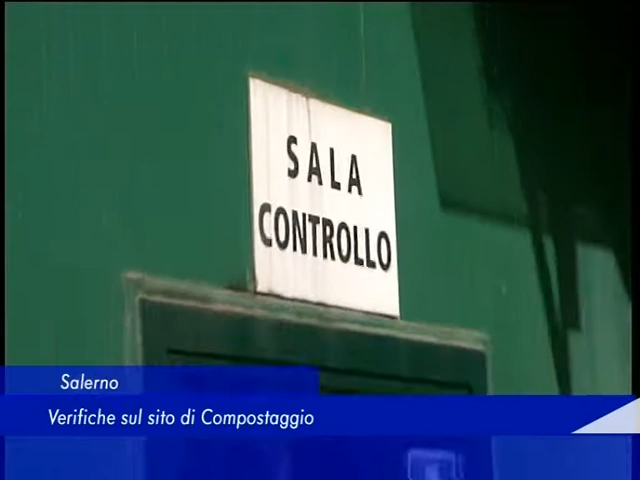 SALA
CONTROLLO
Salerno
Verifiche sul sito di Compostaggio